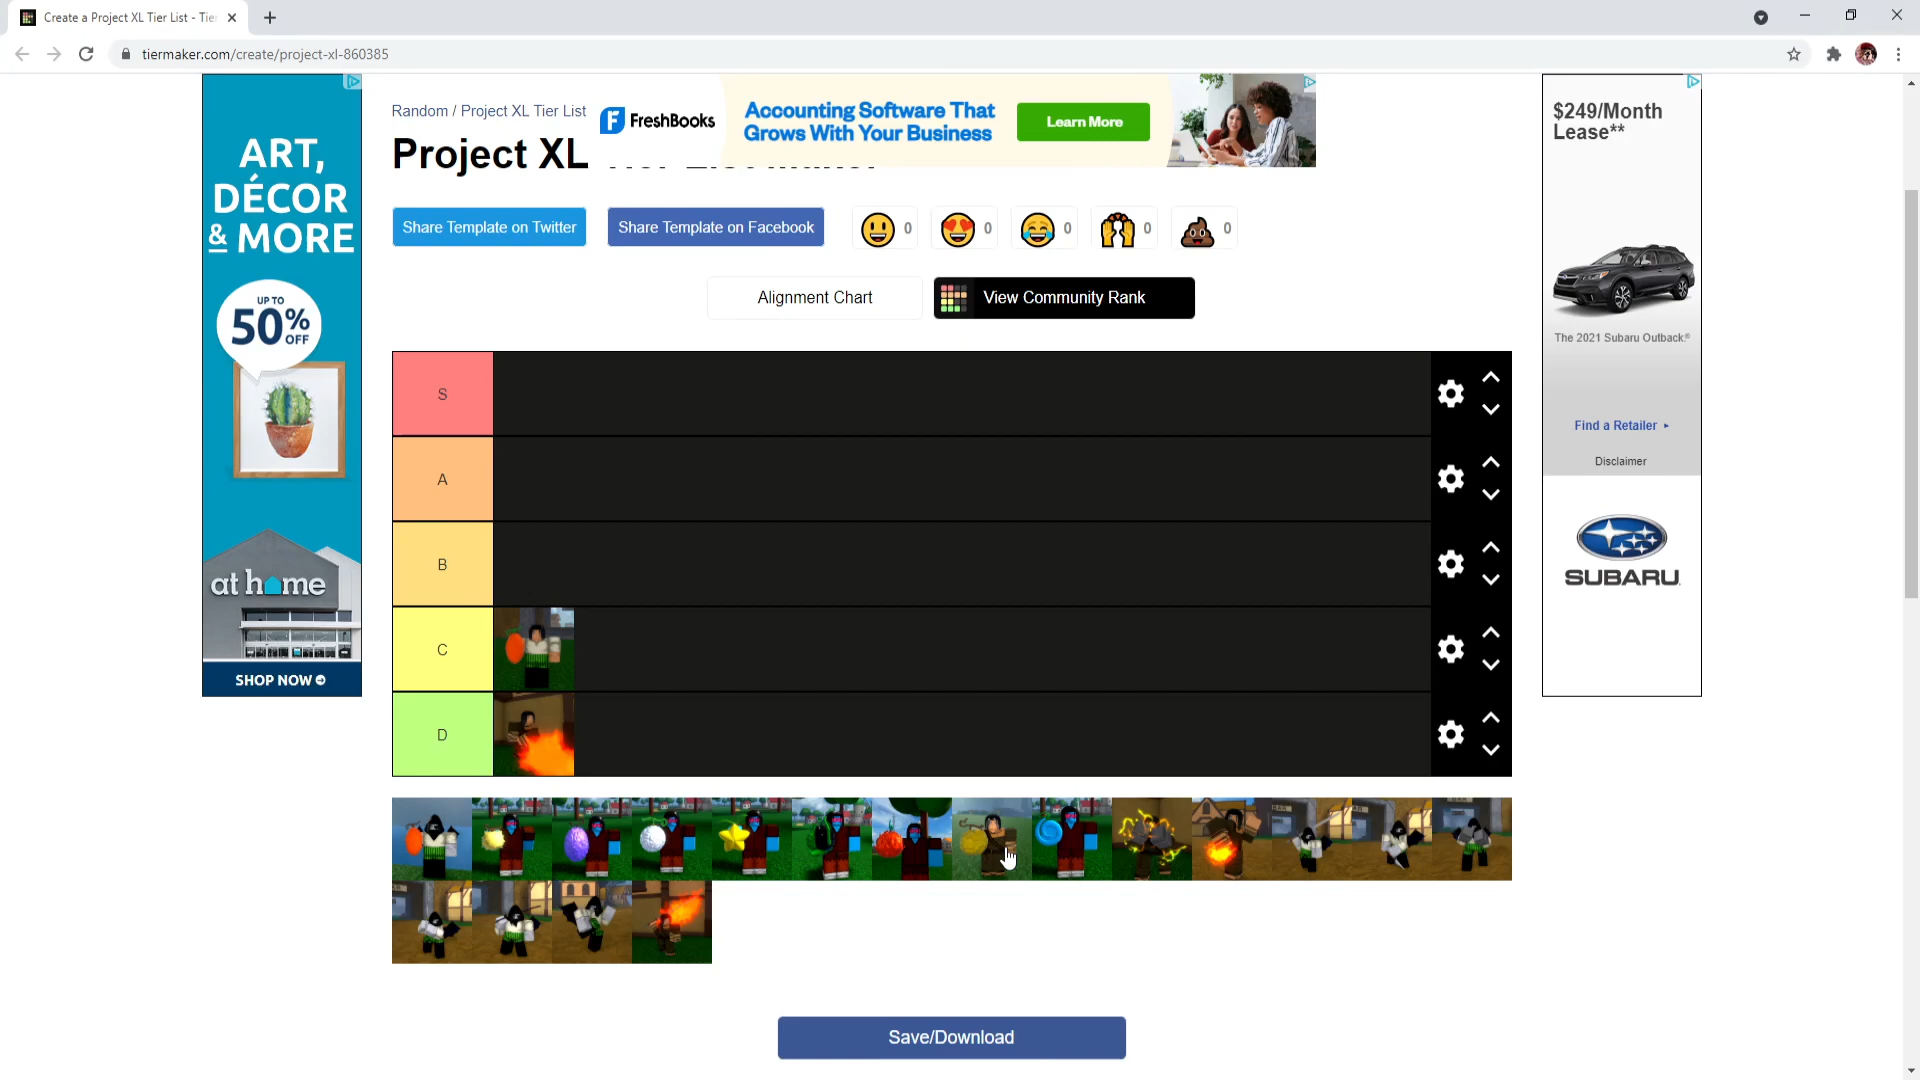 Create a Project XL Tier List - Tie
tiermaker.com/create/project-xl-860385
ART,
DÉCOR
& MORE
UP TO
50%
OFF
at home
SHOP NOW
Random / Project XL Tier List
Project XL
FreshBooks
Accounting Software That
Grows With Your Business
Learn More
Share Template on Twitter
Share Template on Facebook
0
0
0
0
0
Alignment Chart
View Community Rank
S
A
B
C
D
Save/Download
$249/Month
Lease**
The 2021 Subaru Outback®
Find a Retailer
Disclaimer
SUBARU